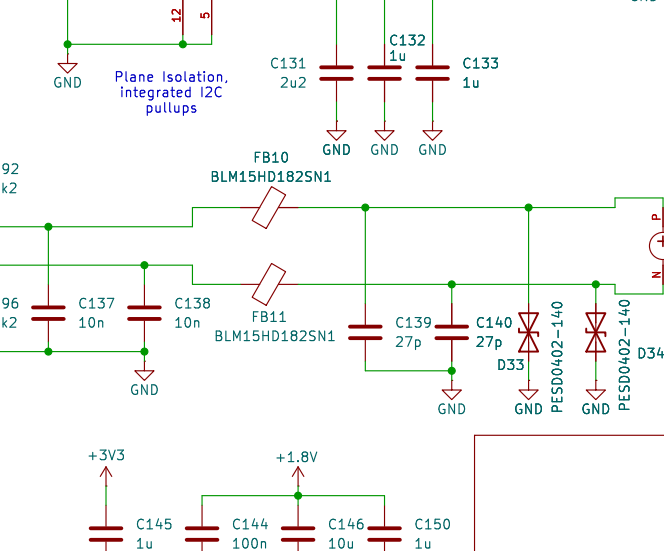 12
5
GND
Plane Isolation,
integrated I2C
pullups
C131
2u2
C132
1u
C133
1u
GND
GND
GND
92
k2
FB10
BLM15HD182SN1
P
N
96
k2
C137
10n
C138
10n
FB11
BLM15HD182SN1
C139
27p
C140
27p
D33
PESD0402-140
PESD0402-140
D34
GND
GND
GND
GND
+3V3
+1.8V
C145
1u
C144
100n
C146
10u
C150
1u